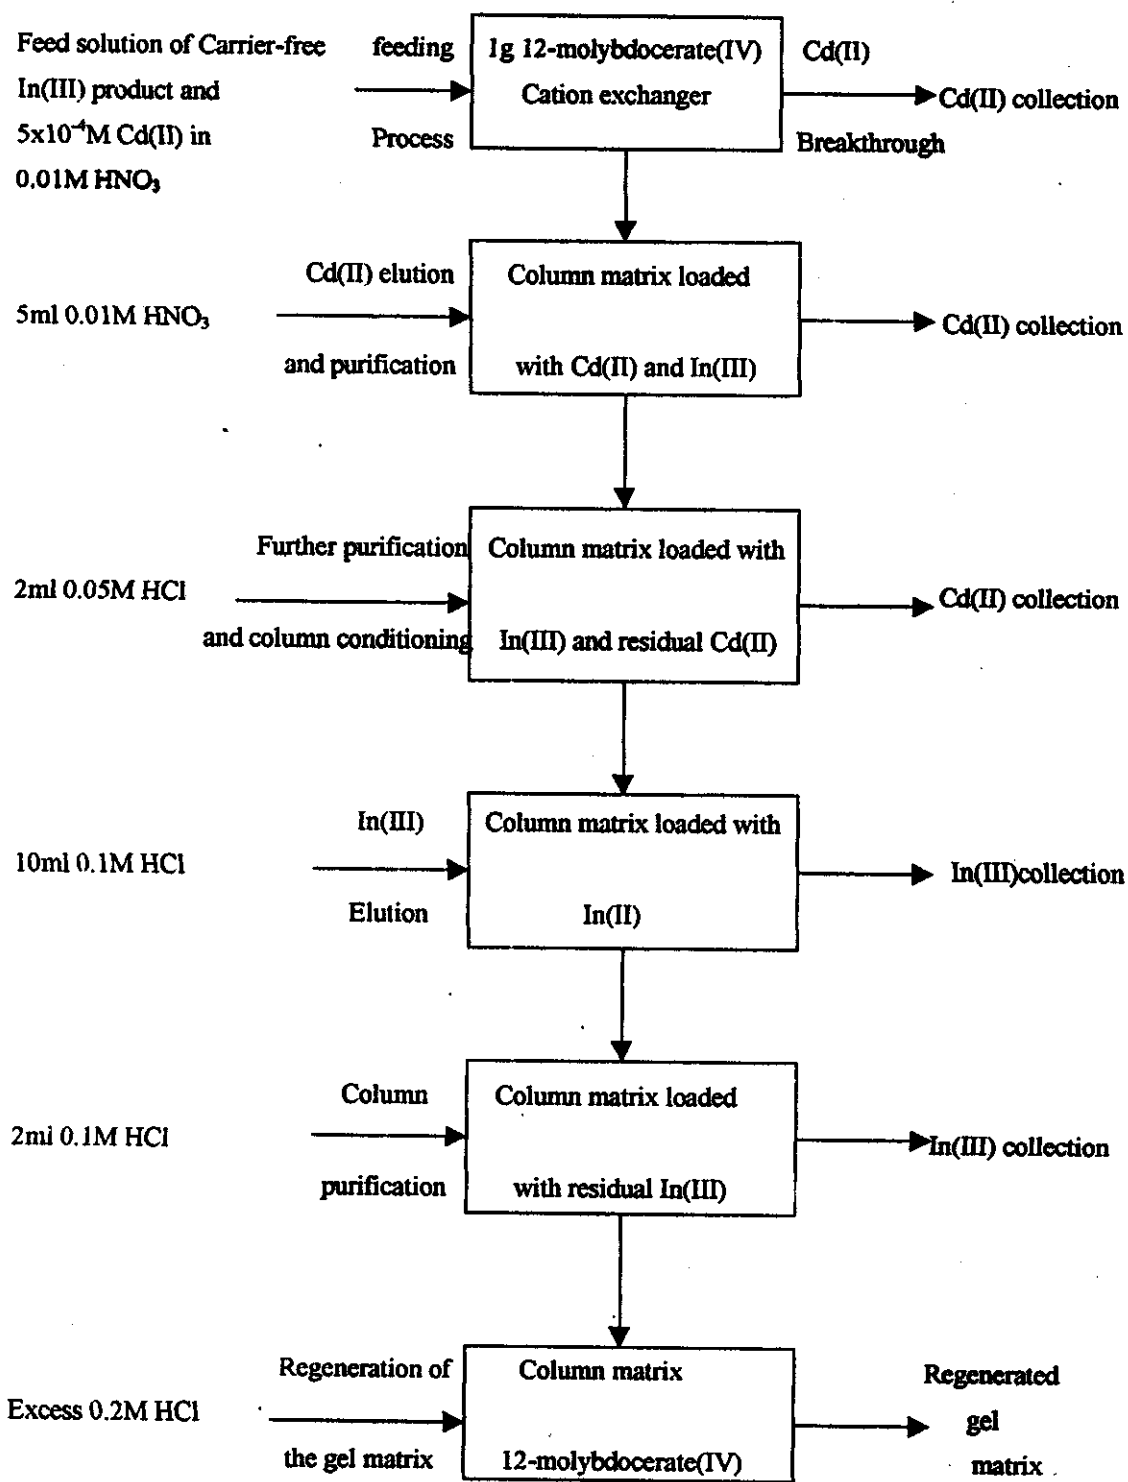 Feed solution of Carrier-free
In(III) product and
5x10⁻⁴M Cd(II) in
0.01M HNO₃
feeding
Process
1g 12-molybdocerate(IV)
Cation exchanger
Cd(II)
Breakthrough
Cd(II) collection
5ml 0.01M HNO₃
Cd(II) elution
and purification
Column matrix loaded
with Cd(II) and In(III)
Cd(II) collection
2ml 0.05M HCl
Further purification
and column conditioning
Column matrix loaded with
In(III) and residual Cd(II)
Cd(II) collection
10ml 0.1M HCl
In(III)
Elution
Column matrix loaded with
In(II)
In(III)collection
2ml 0.1M HCl
Column
purification
Column matrix loaded
with residual In(III)
In(III) collection
Excess 0.2M HCl
Regeneration of
the gel matrix
Column matrix
12-molybdocerate(IV)
Regenerated
gel
matrix